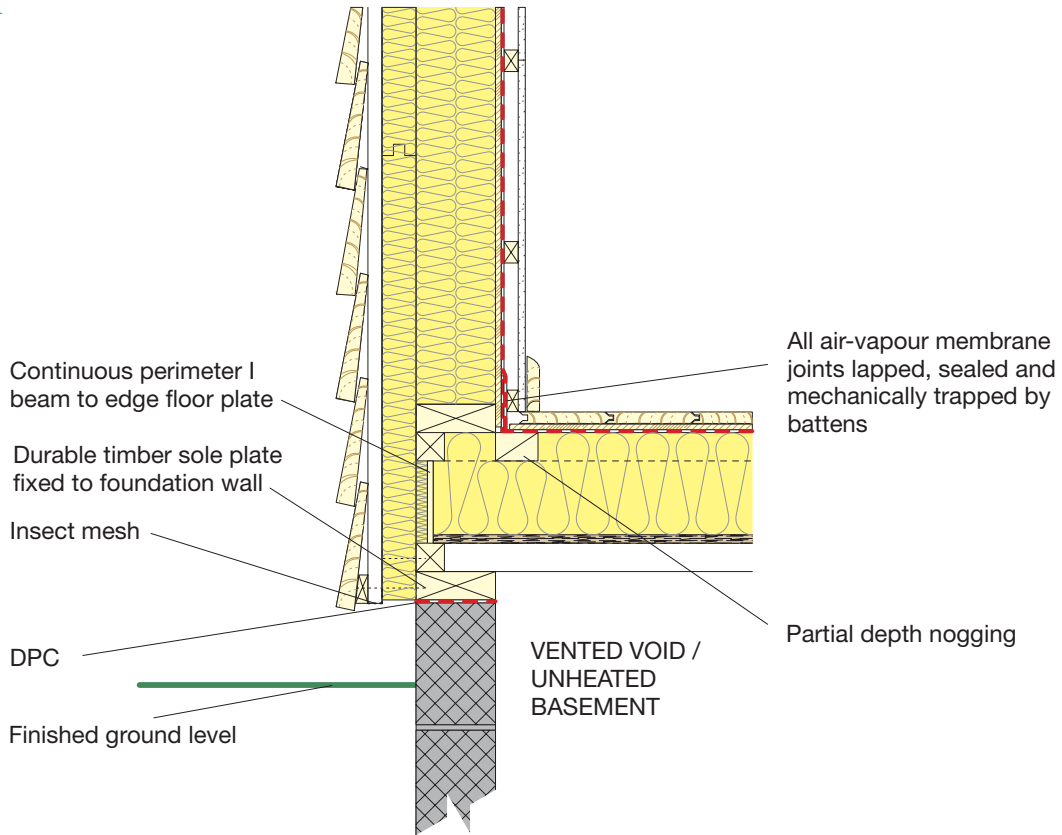 Continuous perimeter I
beam to edge floor plate
Durable timber sole plate
fixed to foundation wall
Insect mesh
DPC
Finished ground level
All air-vapour membrane
joints lapped, sealed and
mechanically trapped by
battens
Partial depth nogging
VENTED VOID /
UNHEATED
BASEMENT